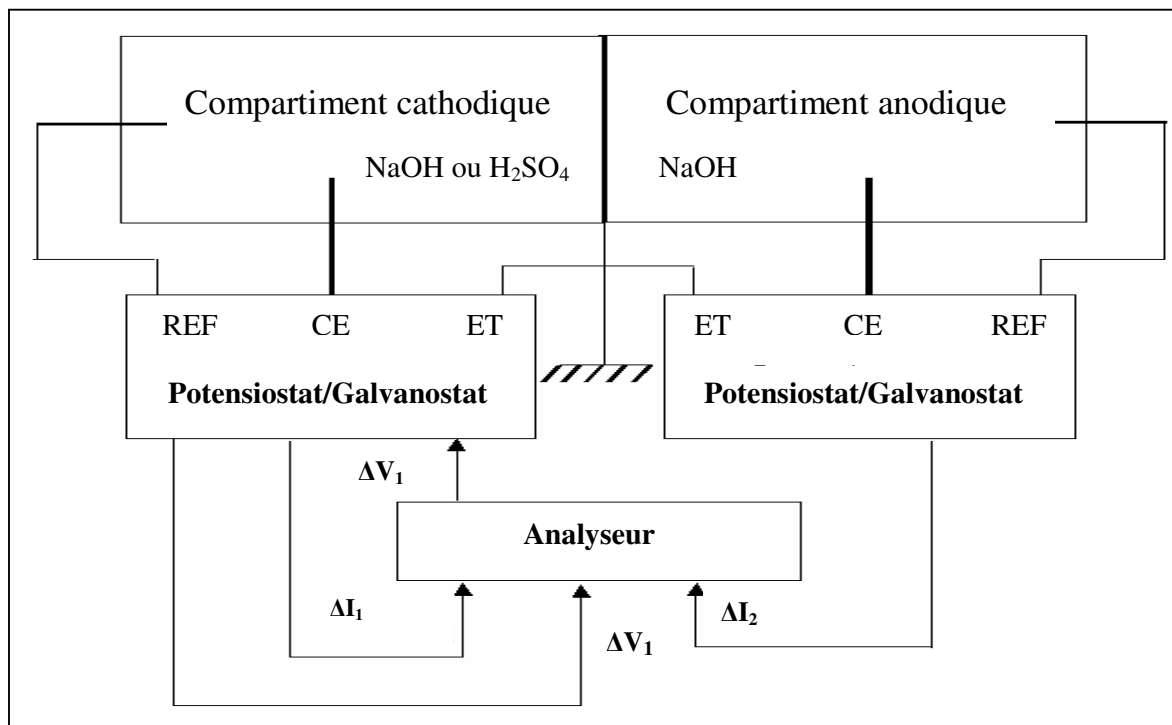 Compartiment cathodique
Compartiment anodique
NaOH ou H₂SO₄
NaOH
REF CE ET
ET CE REF
Potensiostat/Galvanostat
Potensiostat/Galvanostat
ΔV₁
Analyseur
ΔI₁
ΔV₁
ΔI₂